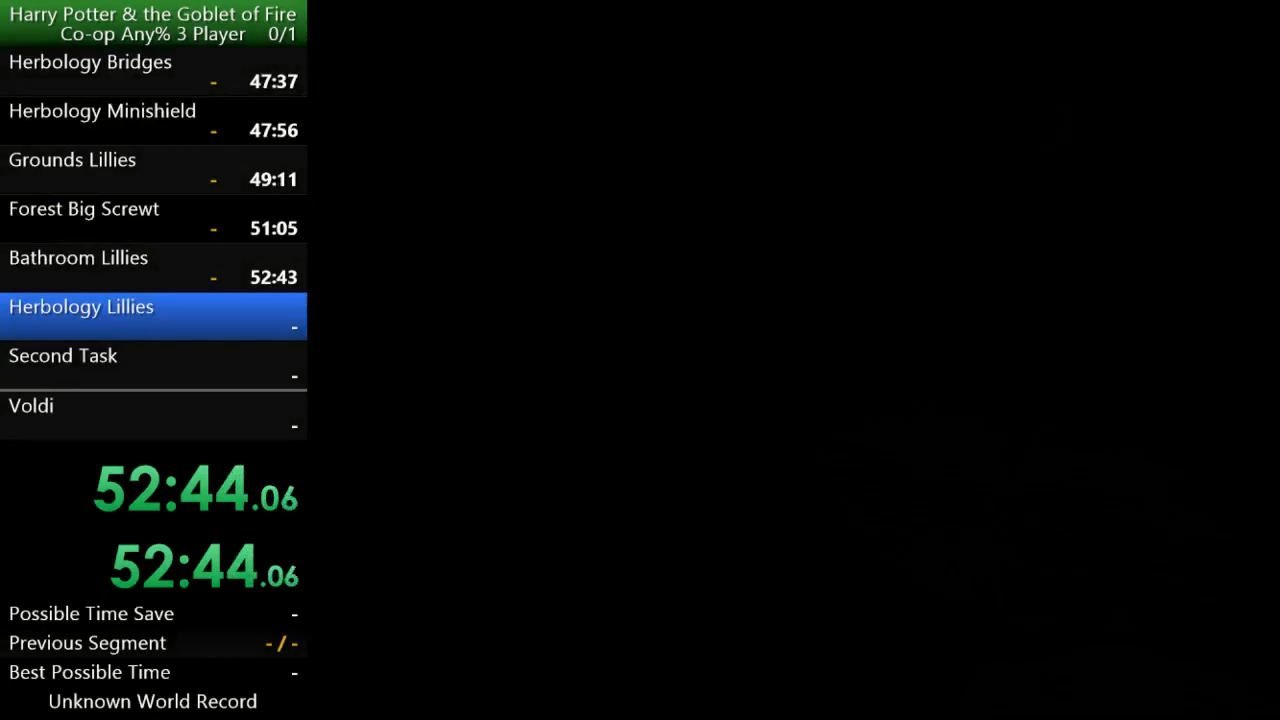 Harry Potter & the Goblet of Fire
Co-op Any% 3 Player 0/1
Herbology Bridges
- 47:37
Herbology Minishield
- 47:56
Grounds Lillies
- 49:11
Forest Big Screwt
- 51:05
Bathroom Lillies
- 52:43
Herbology Lillies
-
Second Task
-
Voldi
-
52:44.06
52:44.06
Possible Time Save -
Previous Segment - / -
Best Possible Time -
Unknown World Record